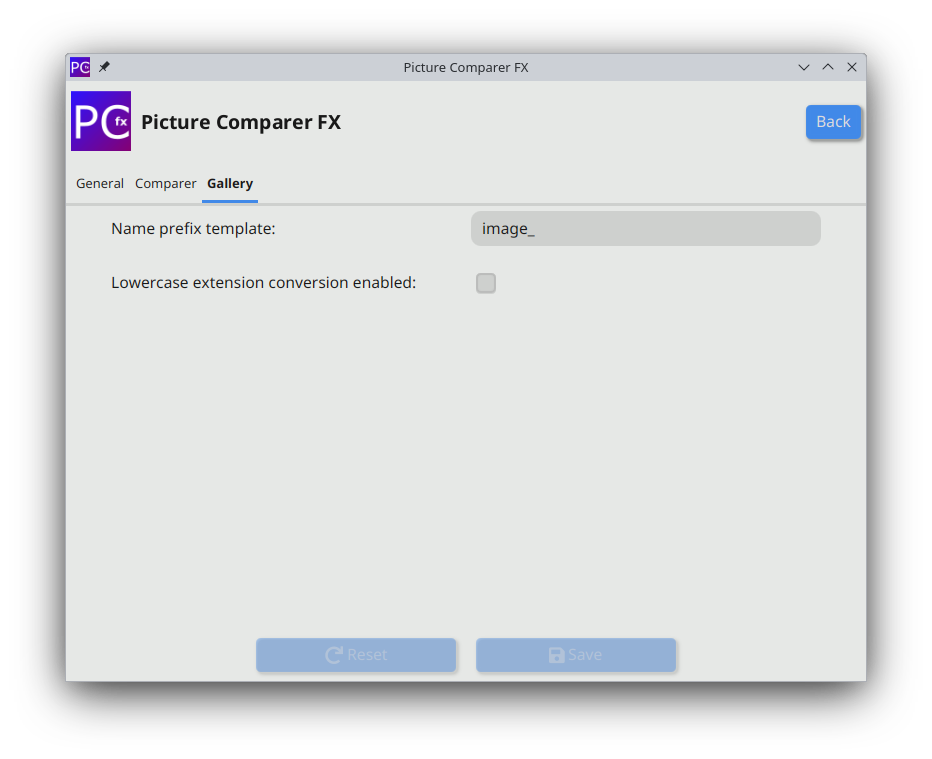 PC fx Picture Comparer FX
PC fx Picture Comparer FX Back
General Comparer Gallery
Name prefix template: image_
Lowercase extension conversion enabled:
Reset Save